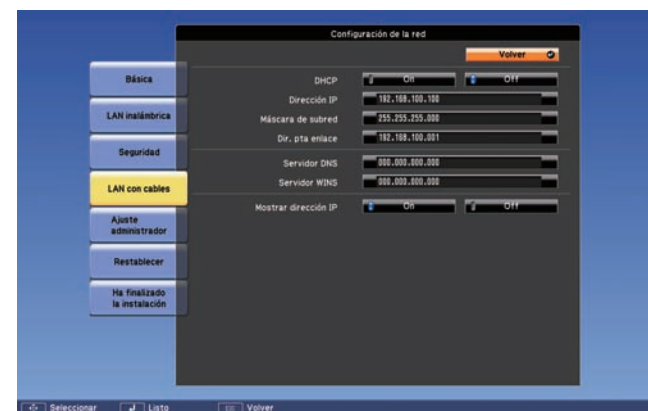 Configuración de la red
Volver
Básica
LAN inalámbrica
Seguridad
LAN con cables
Ajuste
administrador
Restablecer
Ha finalizado
la instalación
DHCP On Off
Dirección IP 192.168.100.100
Máscara de subred 255.255.255.000
Dir. pta enlace 192.168.100.001
Servidor DNS 000.000.000.000
Servidor WINS 000.000.000.000
Mostrar dirección IP On Off
Seleccionar Listo Volver